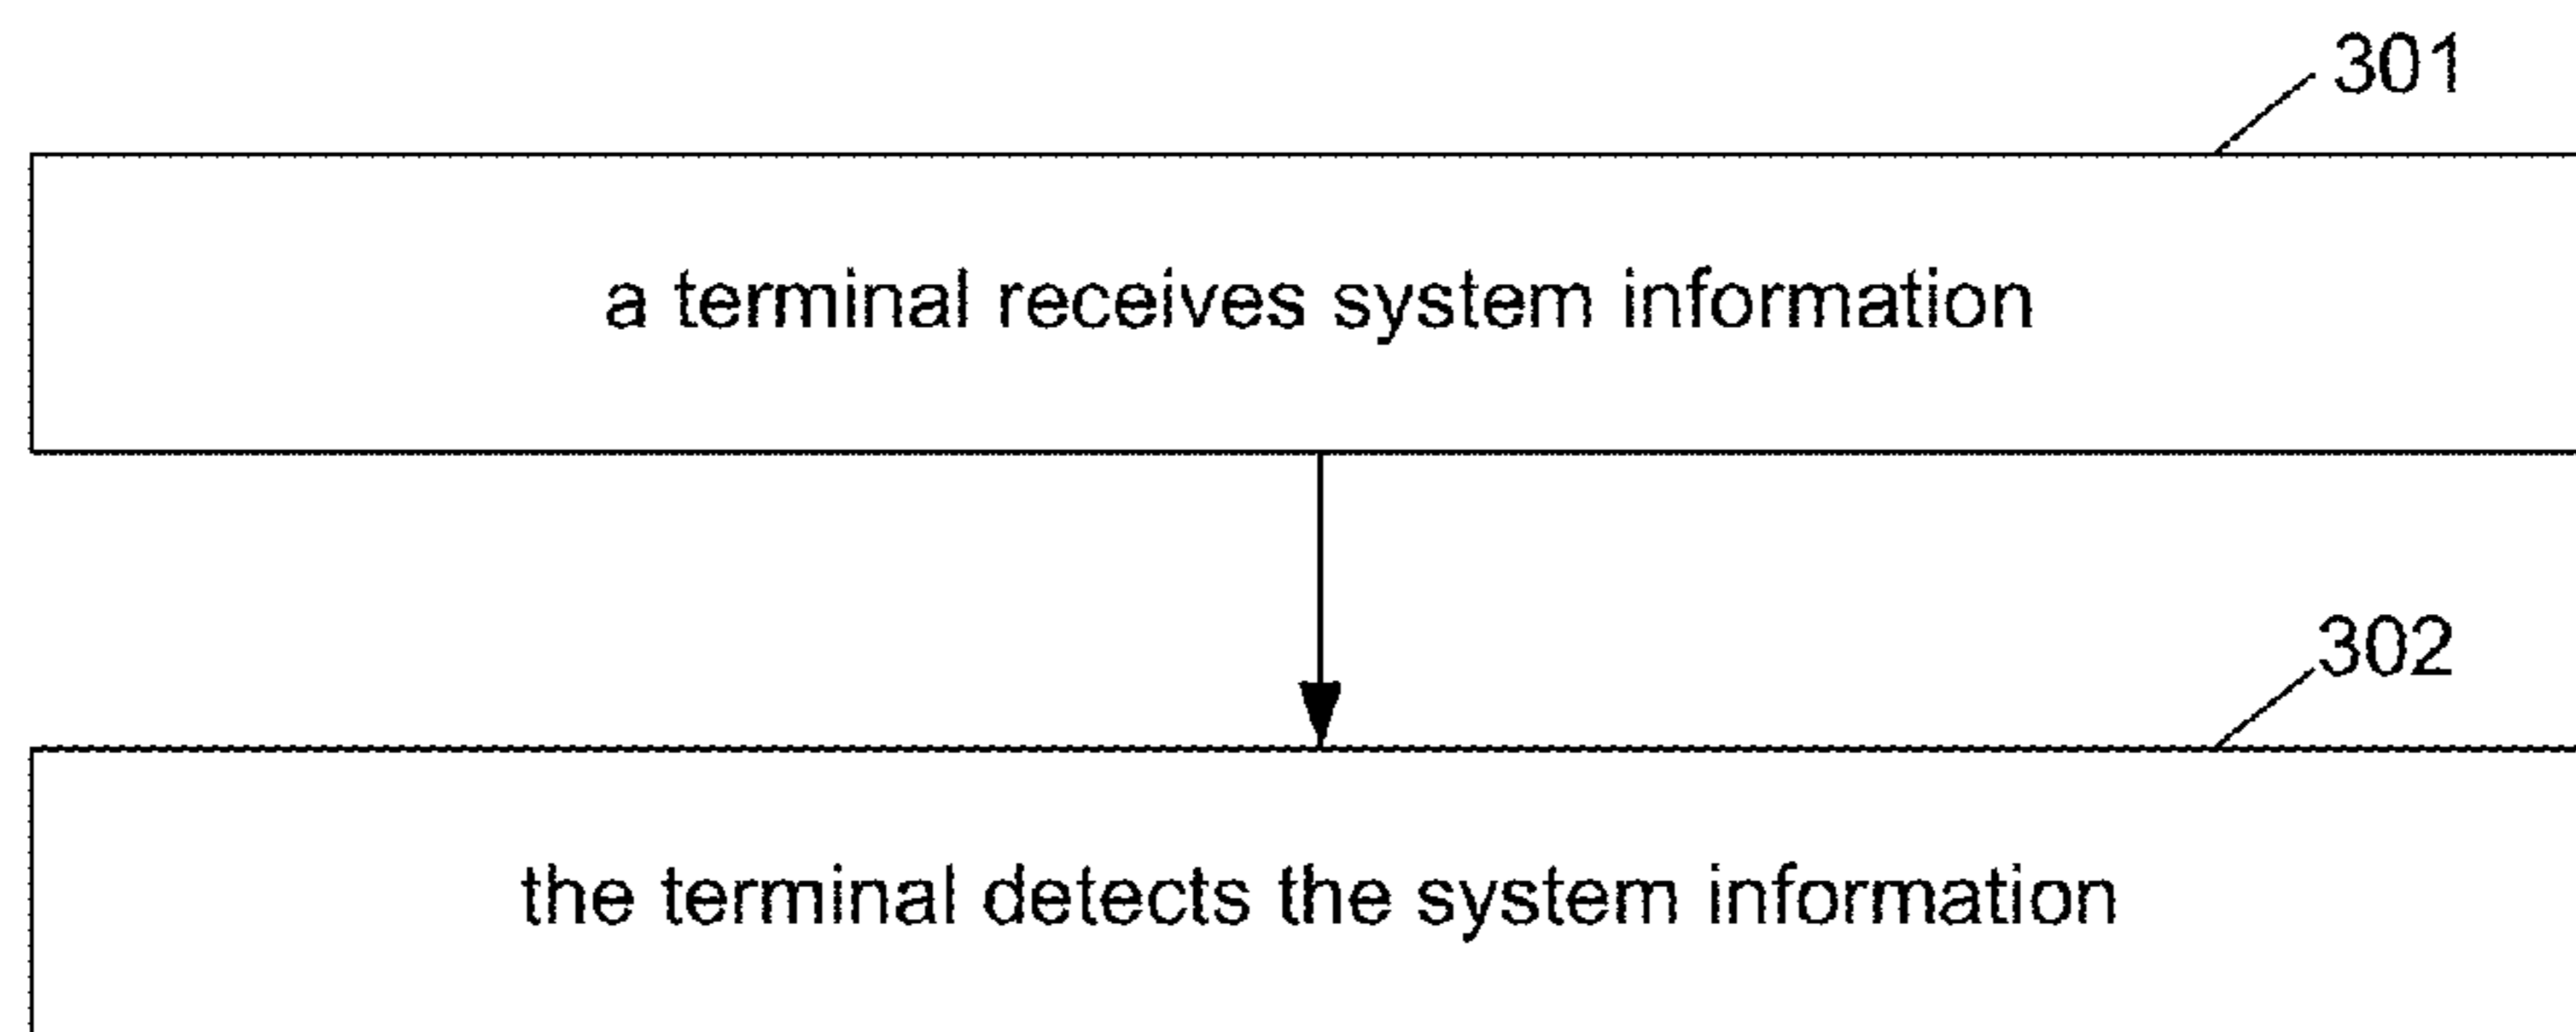 301
a terminal receives system information
302
the terminal detects the system information